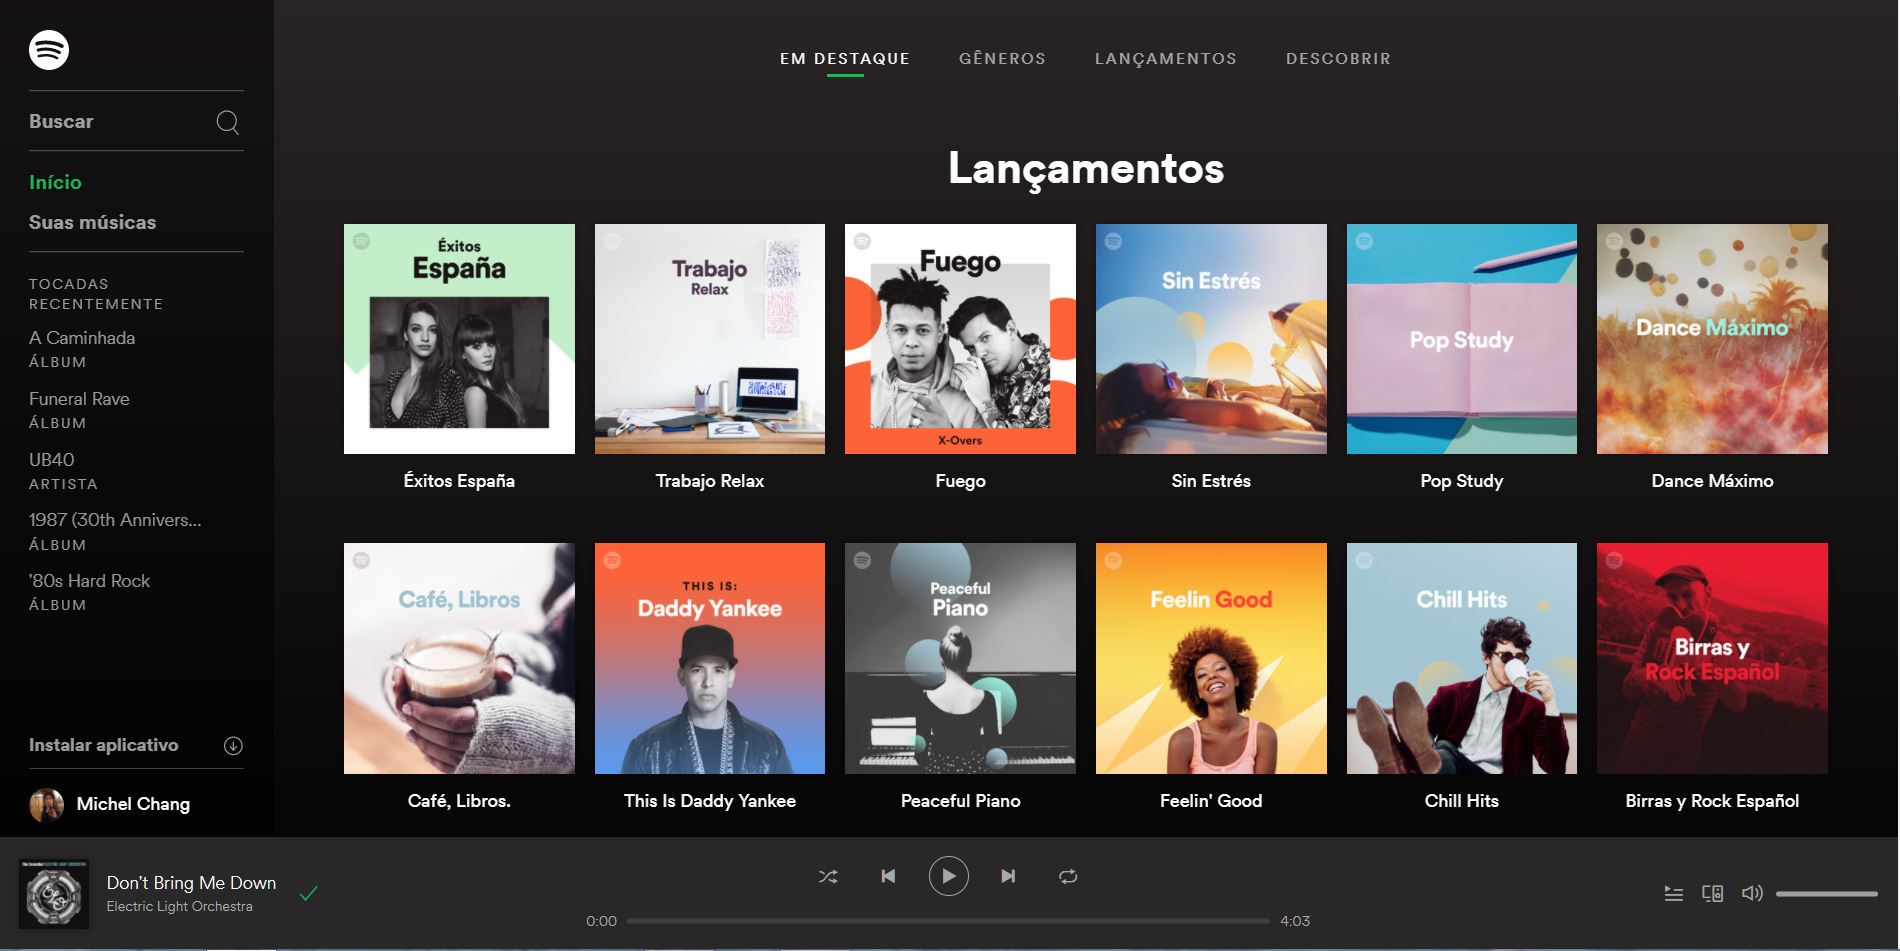 EM DESTAQUE GÊNEROS LANÇAMENTOS DESCOBRIR
Buscar
Início
Suas músicas
TOCADAS
RECENTEMENTE
A Caminhada
ÁLBUM
Funeral Rave
ÁLBUM
UB40
ARTISTA
1987 (30th Annivers...
ÁLBUM
'80s Hard Rock
ÁLBUM
Instalar aplicativo
Michel Chang
Lançamentos
Éxitos
España
Trabajo
Relax
Fuego
X-Overs
Sin Estrés
Pop Study
Dance Máximo
Éxitos España
Trabajo Relax
Fuego
Sin Estrés
Pop Study
Dance Máximo
Café, Libros
THIS IS:
Daddy Yankee
Peaceful
Piano
Feelin Good
Chill Hits
Birras y
Rock Español
Café, Libros.
This Is Daddy Yankee
Peaceful Piano
Feelin' Good
Chill Hits
Birras y Rock Español
Don't Bring Me Down
Electric Light Orchestra
0:00
4:03